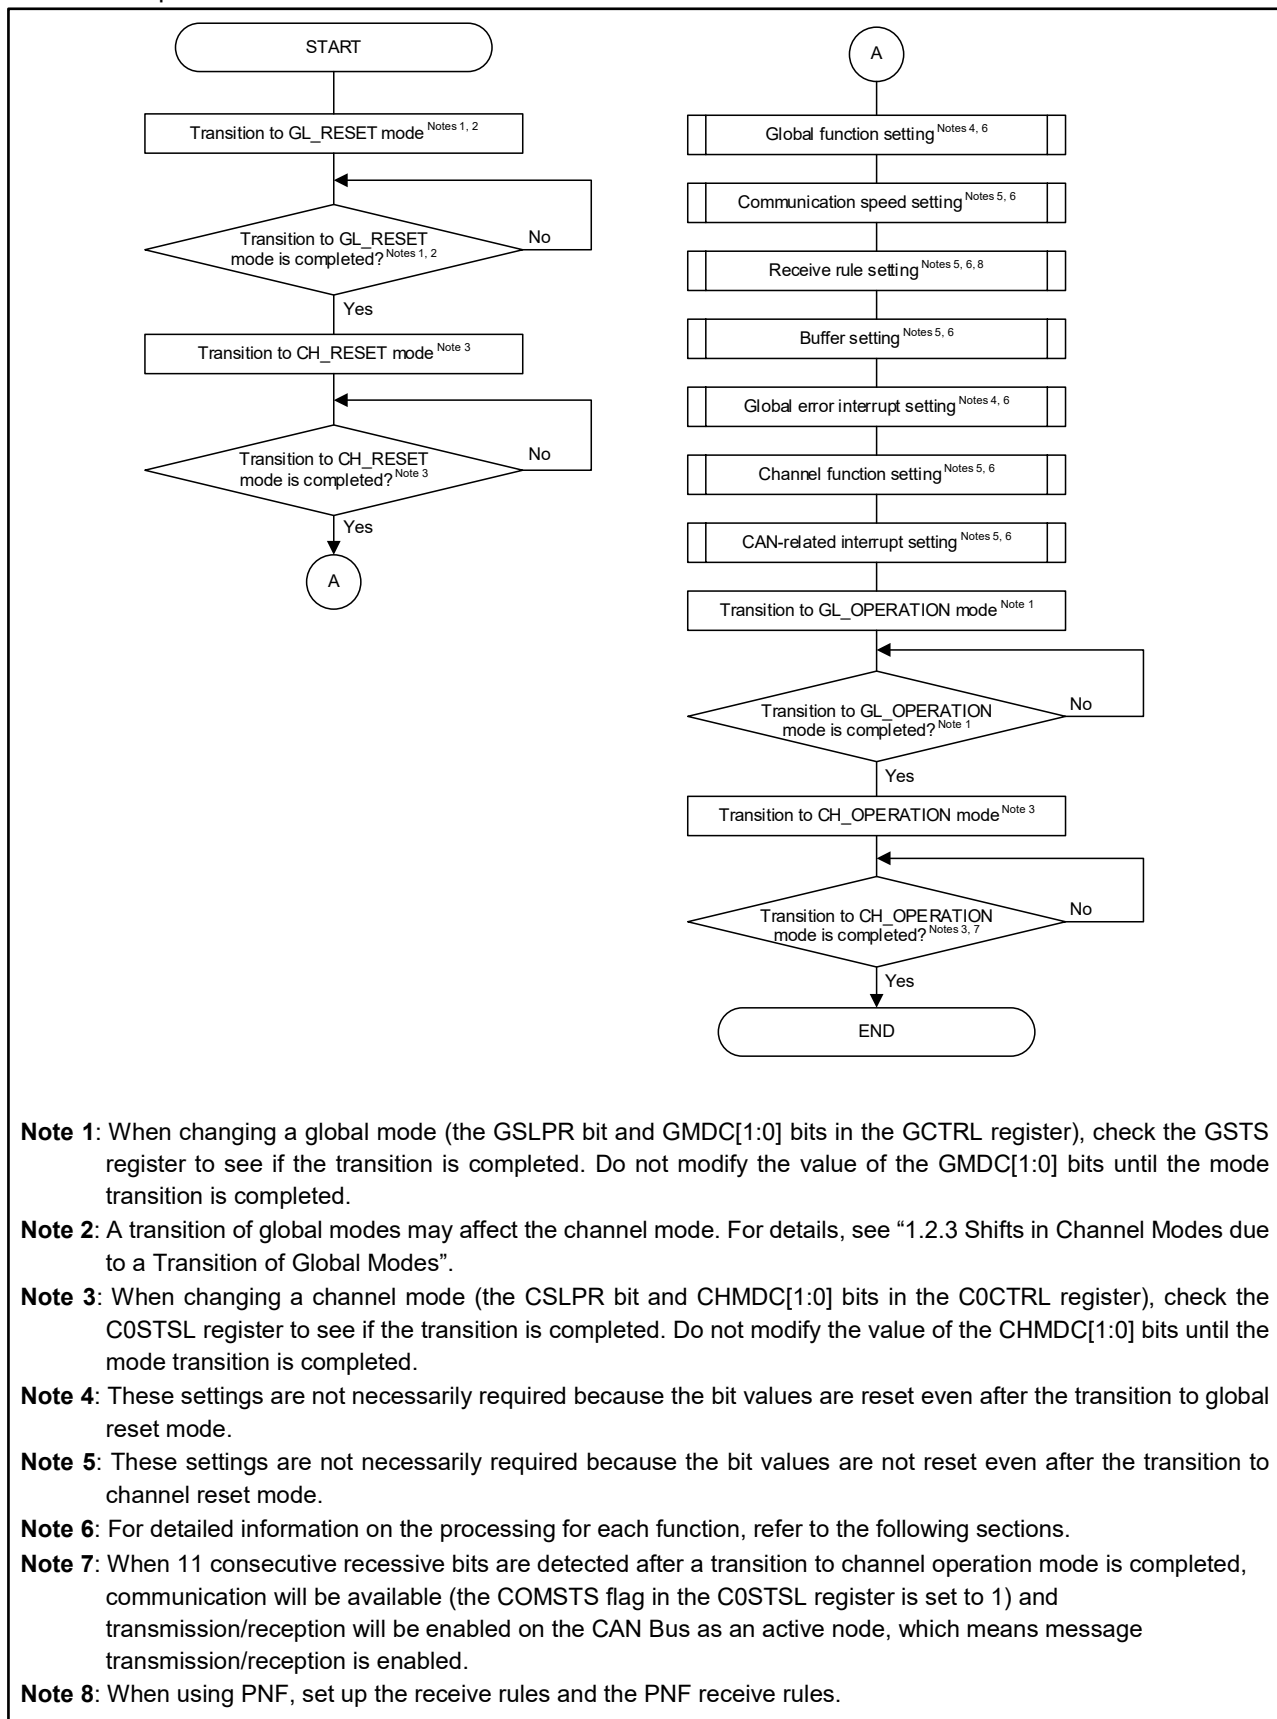 START
Transition to GL_RESET mode Notes 1, 2
Transition to GL_RESET
mode is completed? Notes 1, 2
No
Yes
Transition to CH_RESET mode Note 3
Transition to CH_RESET
mode is completed? Note 3
No
Yes
A
A
Global function setting Notes 4, 6
Communication speed setting Notes 5, 6
Receive rule setting Notes 5, 6, 8
Buffer setting Notes 5, 6
Global error interrupt setting Notes 4, 6
Channel function setting Notes 5, 6
CAN-related interrupt setting Notes 5, 6
Transition to GL_OPERATION mode Note 1
Transition to GL_OPERATION
mode is completed? Note 1
No
Yes
Transition to CH_OPERATION mode Note 3
Transition to CH_OPERATION
mode is completed? Notes 3, 7
No
Yes
END
Note 1: When changing a global mode (the GSLPR bit and GMDC[1:0] bits in the GCTRL register), check the GSTS
register to see if the transition is completed. Do not modify the value of the GMDC[1:0] bits until the mode
transition is completed.
Note 2: A transition of global modes may affect the channel mode. For details, see “1.2.3 Shifts in Channel Modes due
to a Transition of Global Modes”.
Note 3: When changing a channel mode (the CSLPR bit and CHMDC[1:0] bits in the C0CTRL register), check the
C0STSL register to see if the transition is completed. Do not modify the value of the CHMDC[1:0] bits until the
mode transition is completed.
Note 4: These settings are not necessarily required because the bit values are reset even after the transition to global
reset mode.
Note 5: These settings are not necessarily required because the bit values are not reset even after the transition to
channel reset mode.
Note 6: For detailed information on the processing for each function, refer to the following sections.
Note 7: When 11 consecutive recessive bits are detected after a transition to channel operation mode is completed,
communication will be available (the COMSTS flag in the C0STSL register is set to 1) and
transmission/reception will be enabled on the CAN Bus as an active node, which means message
transmission/reception is enabled.
Note 8: When using PNF, set up the receive rules and the PNF receive rules.